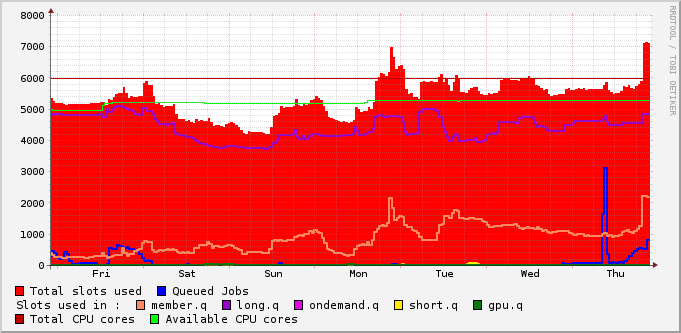 8000
7000
6000
5000
4000
3000
2000
1000
0
Fri Sat Sun Mon Tue Wed Thu
RRDTOOL / TOBI OETIKER
Total slots used Queued Jobs
Slots used in : member.q long.q ondemand.q short.q gpu.q
Total CPU cores Available CPU cores